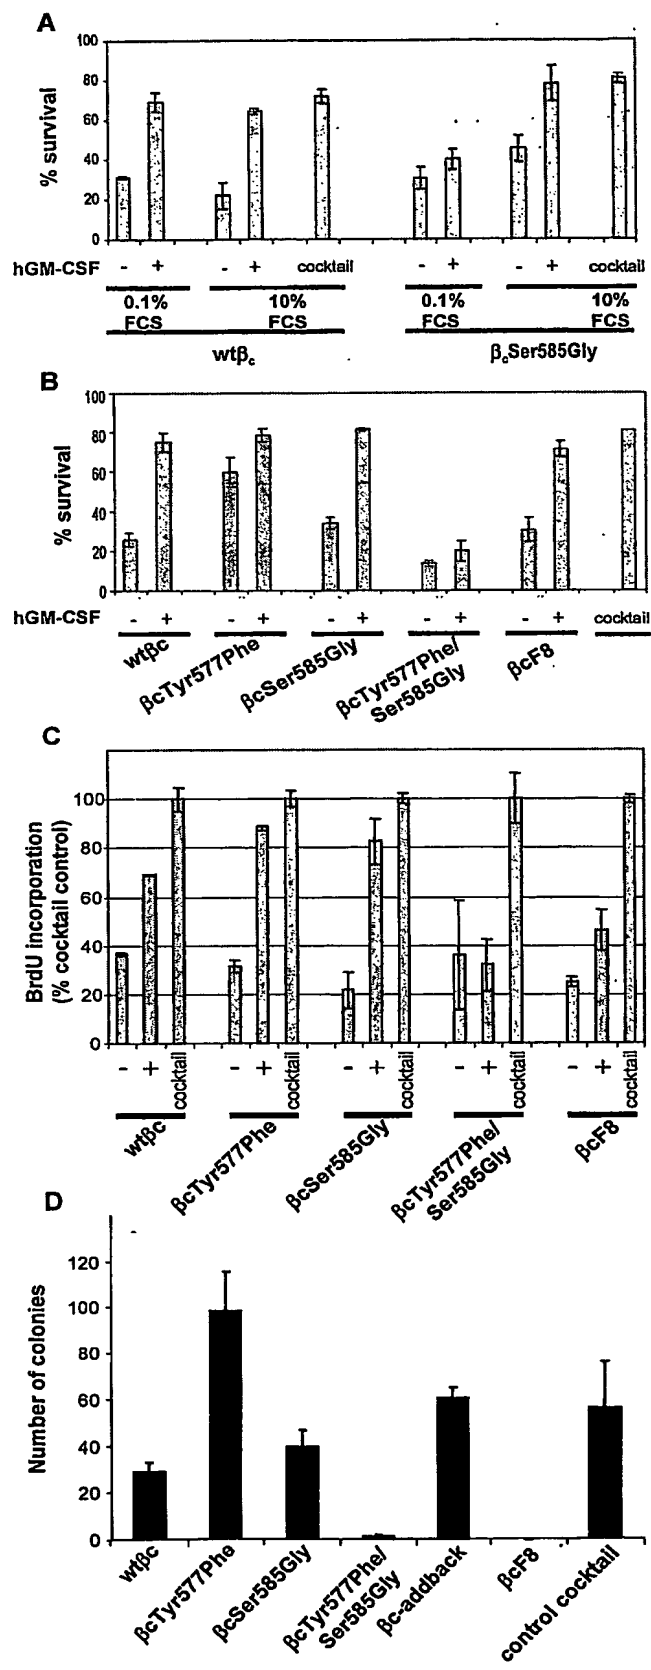 A
% survival
100
80
60
40
20
0
hGM-CSF - + - + cocktail - + - + cocktail
0.1% FCS
10% FCS
0.1% FCS
10% FCS
wtβc
βcSer585Gly
B
% survival
100
80
60
40
20
0
hGM-CSF - + - + - + - + - + cocktail
wtβc
βcTyr577Phe
βcSer585Gly
βcTyr577Phe/
Ser585Gly
βcF8
C
BrdU incorporation
(% cocktail control)
100
80
60
40
20
0
- + cocktail - + cocktail - + cocktail - + cocktail - + cocktail
wtβc
βcTyr577Phe
βcSer585Gly
βcTyr577Phe/
Ser585Gly
βcF8
D
Number of colonies
120
100
80
60
40
20
0
wtβc
βcTyr577Phe
βcSer585Gly
βcTyr577Phe/
Ser585Gly
βc-addback
βcF8
control cocktail